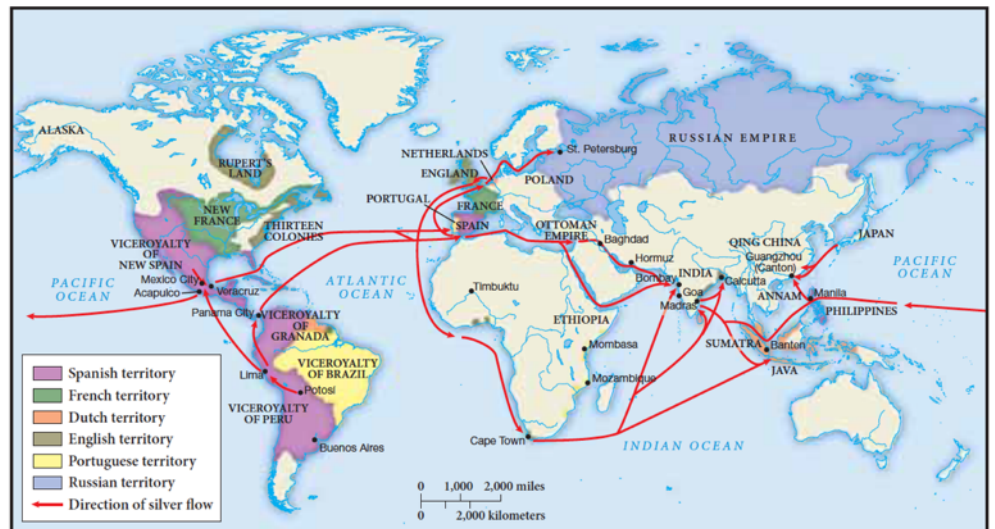 ALASKA
RUPERT'S
LAND
NEW
FRANCE
THIRTEEN
COLONIES
VICEROYALTY
OF NEW SPAIN
Mexico City
Acapulco
Veracruz
Panama City
PACIFIC
OCEAN
ATLANTIC
OCEAN
VICEROYALTY
OF
GRANADA
VICEROYALTY
OF BRAZIL
Lima
Potosí
VICEROYALTY
OF PERU
Buenos Aires
NETHERLANDS
ENGLAND
PORTUGAL
FRANCE
SPAIN
POLAND
St. Petersburg
RUSSIAN EMPIRE
OTTOMAN
EMPIRE
Baghdad
Hormuz
Timbuktu
ETHIOPIA
Mombasa
Mozambique
Cape Town
Bombay
INDIA
Goa
Madras
Calcutta
QING CHINA
Guangzhou
(Canton)
ANNAM
JAPAN
PACIFIC
OCEAN
Manila
PHILIPPINES
SUMATRA
Banten
JAVA
INDIAN OCEAN
Spanish territory
French territory
Dutch territory
English territory
Portuguese territory
Russian territory
Direction of silver flow
0 1,000 2,000 miles
0 2,000 kilometers